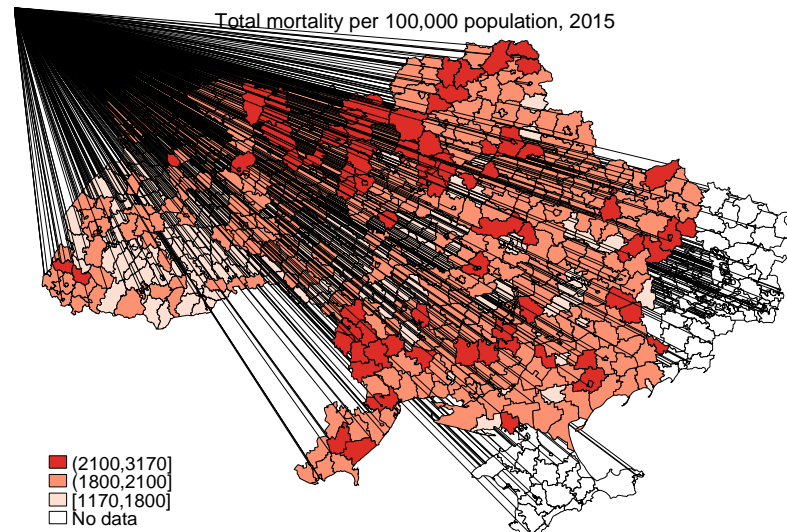 Total mortality per 100,000 population, 2015
(2100,3170]
(1800,2100]
[1170,1800]
No data